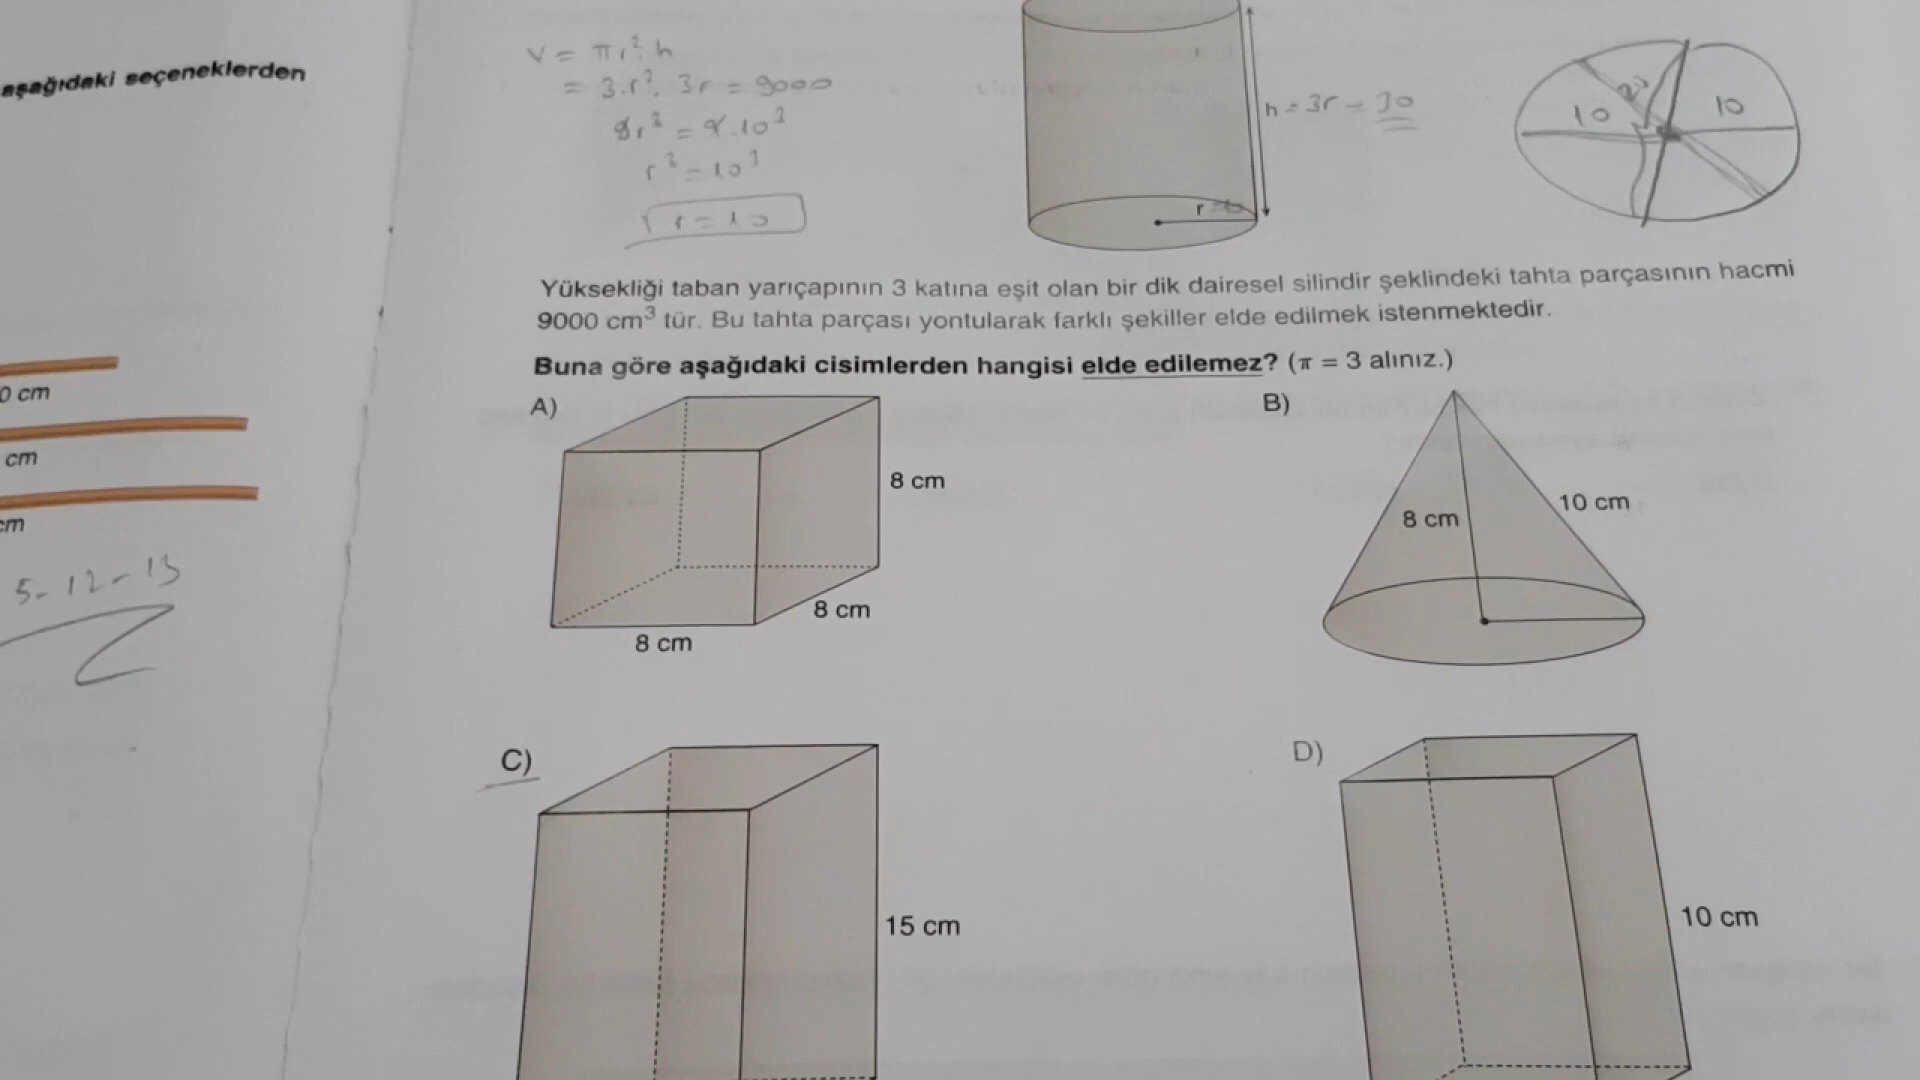 aşağıdaki seçeneklerden
0 cm
cm
cm
5-12-13
V = πr². h
= 3.r². 3r = 9000
9r³ = 9.10³
r³ = 10³
r = 10
h = 3r = 30
r = 10
10
10
Yüksekliği taban yarıçapının 3 katına eşit olan bir dik dairesel silindir şeklindeki tahta parçasının hacmi
9000 cm³ tür. Bu tahta parçası yontularak farklı şekiller elde edilmek istenmektedir.
Buna göre aşağıdaki cisimlerden hangisi elde edilemez? (π = 3 alınız.)
A)
8 cm
8 cm
8 cm
B)
8 cm
10 cm
C)
15 cm
D)
10 cm